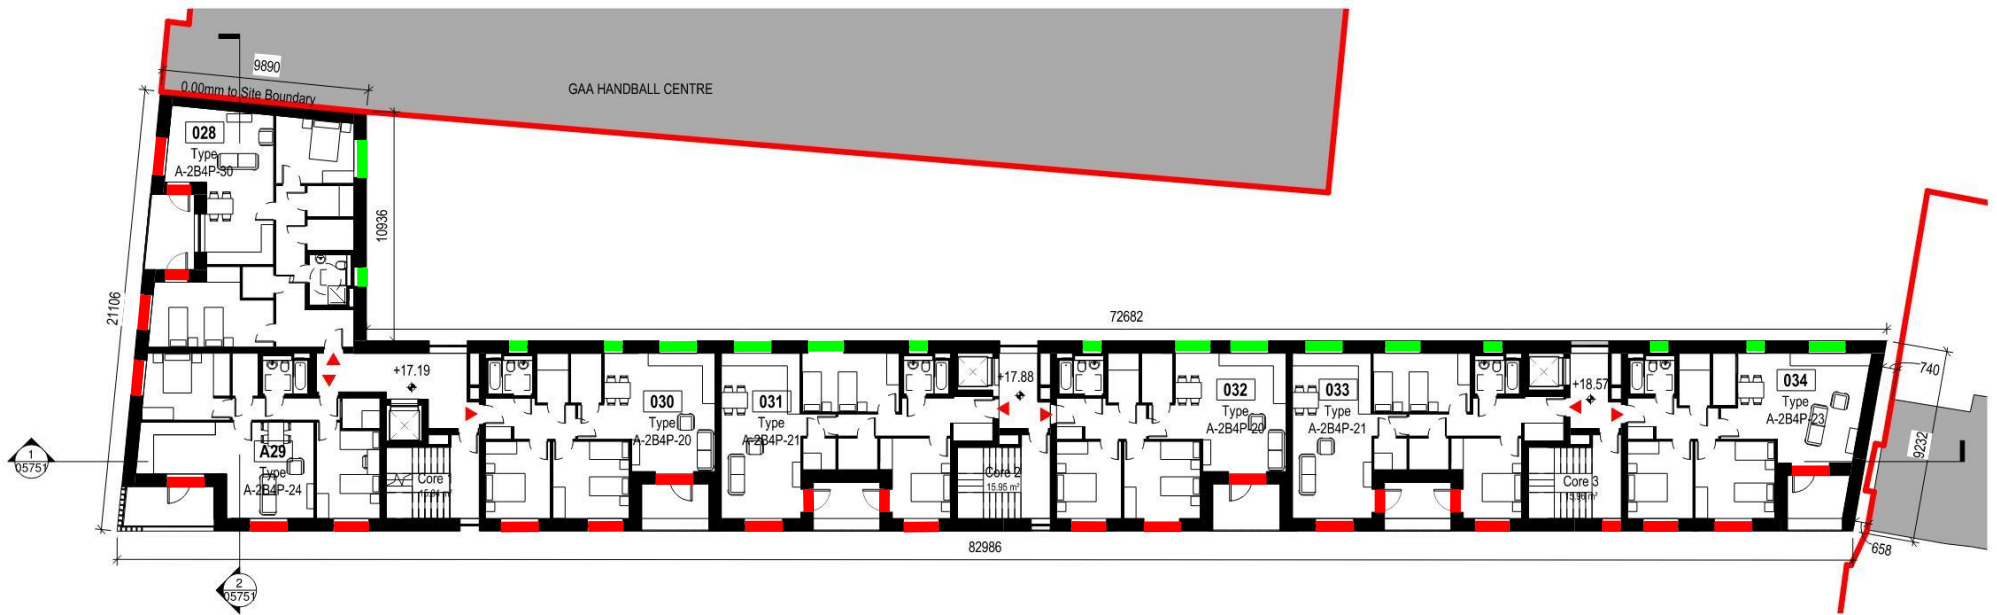 9890
GAA HANDBALL CENTRE
0.00mm to Site Boundary
028
Type
A-2B4P-30
10936
21106
72682
+17.19
+17.88
+18.57
740
030
Type
A-2B4P-20
031
Type
A-2B4P-21
032
Type
A-2B4P-20
033
Type
A-2B4P-21
034
Type
A-2B4P-23
9232
A29
Type
A-2B4P-24
1
05751
Core 1
Core 2
15.95 m²
Core 3
658
82986
2
05751